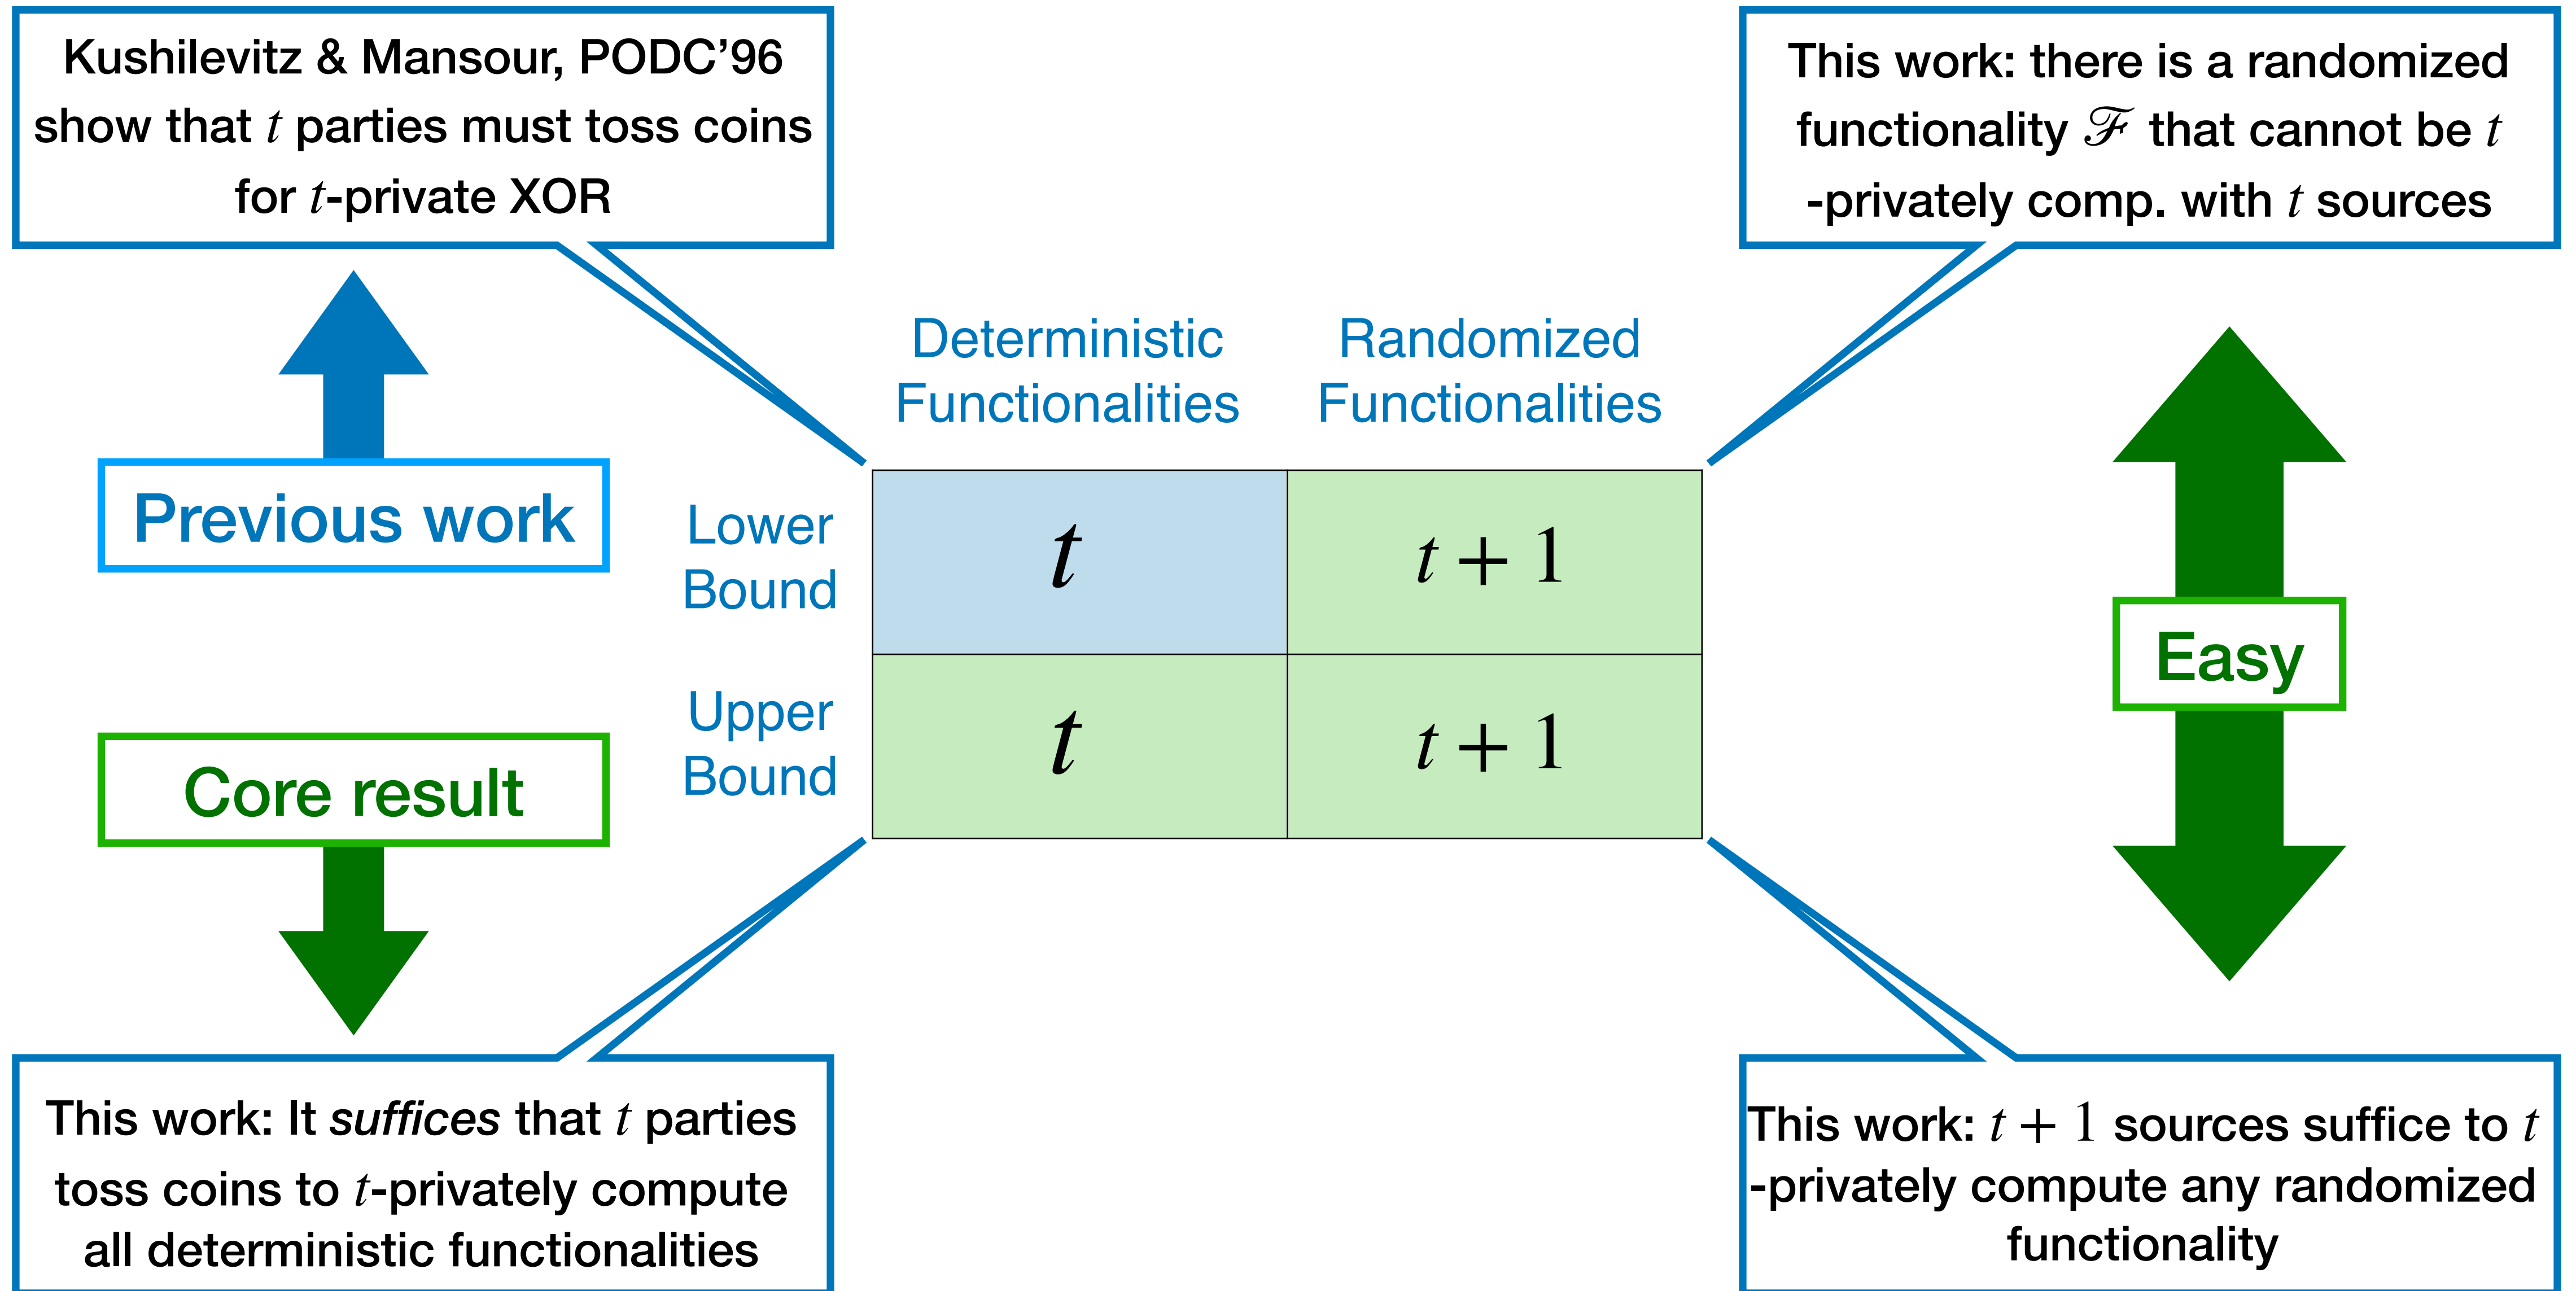 Kushilevitz & Mansour, PODC’96
show that t parties must toss coins
for t-private XOR
This work: there is a randomized
functionality ℱ that cannot be t
-privately comp. with t sources
Deterministic
Functionalities
Randomized
Functionalities
Previous work
Lower
Bound
t
t + 1
Easy
Core result
Upper
Bound
t
t + 1
This work: It suffices that t parties
toss coins to t-privately compute
all deterministic functionalities
This work: t + 1 sources suffice to t
-privately compute any randomized
functionality